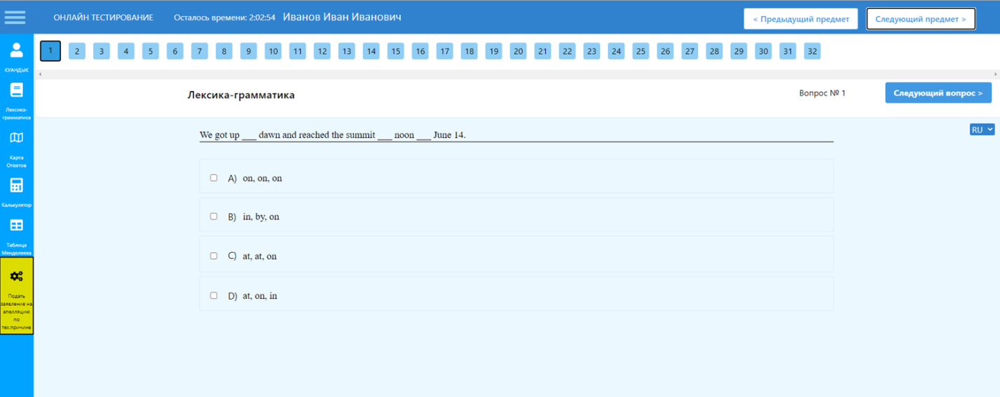 ОНЛАЙН ТЕСТИРОВАНИЕ Осталось времени: 2:02:54 Иванов Иван Иванович < Предыдущий предмет Следующий предмет >
1 2 3 4 5 6 7 8 9 10 11 12 13 14 15 16 17 18 19 20 21 22 23 24 25 26 27 28 29 30 31 32
КУАНДЫК
Лексика-
грамматика
Карта
Ответов
Калькулятор
Таблица
Менделеева
Подать
заявление на
апелляцию
по
тех.причине
Лексика-грамматика Вопрос № 1 Следующий вопрос >
RU
We got up ___ dawn and reached the summit ___ noon ___ June 14.
A) on, on, on
B) in, by, on
C) at, at, on
D) at, on, in